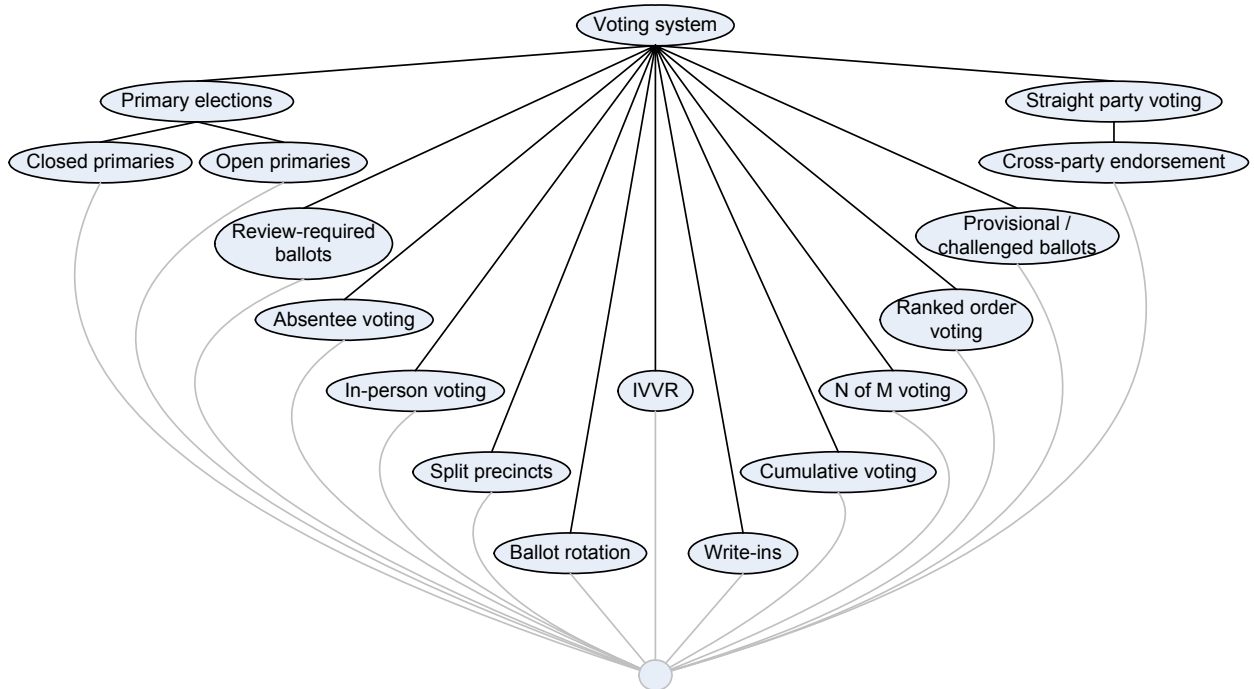 Voting system
Primary elections
Straight party voting
Closed primaries
Open primaries
Cross-party endorsement
Review-required
ballots
Provisional /
challenged ballots
Absentee voting
Ranked order
voting
In-person voting
IVVR
N of M voting
Split precincts
Cumulative voting
Ballot rotation
Write-ins